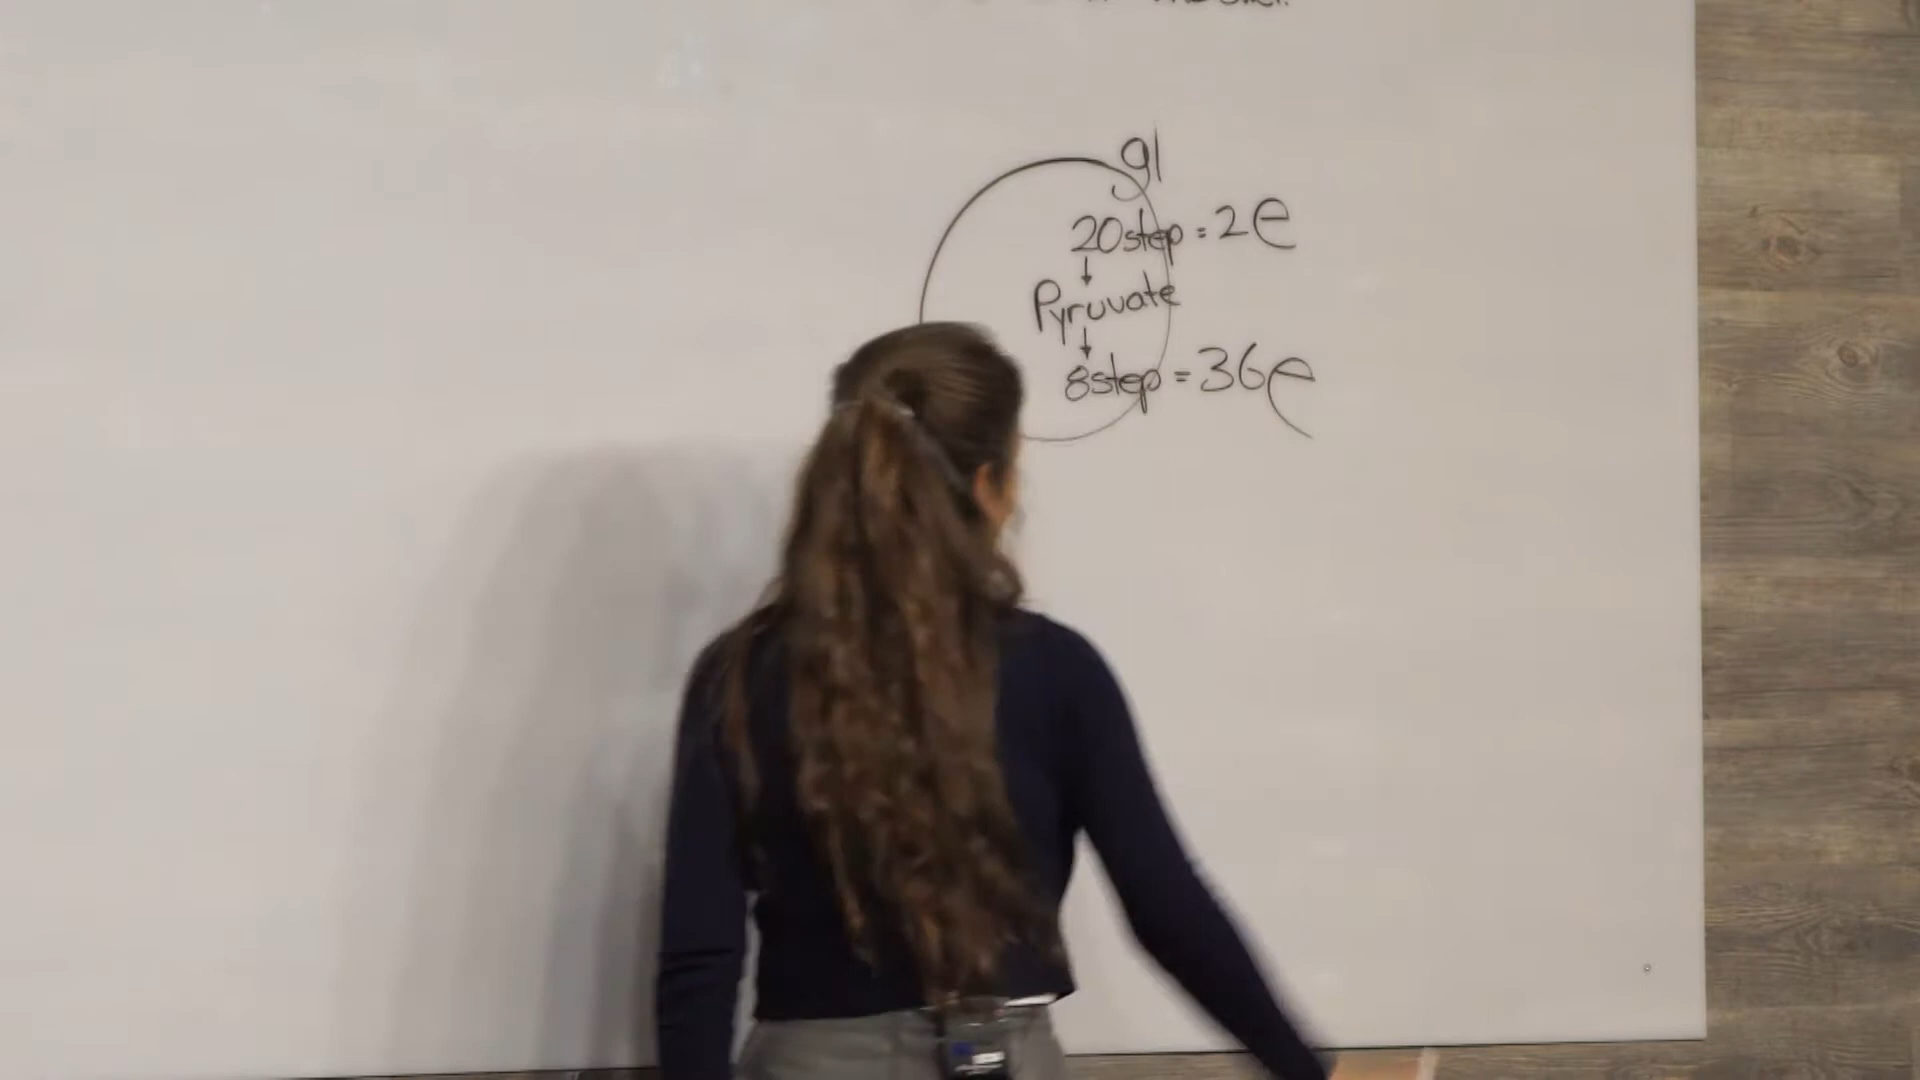 gl
20step = 2e
↓
Pyruvate
↓
8step = 36e